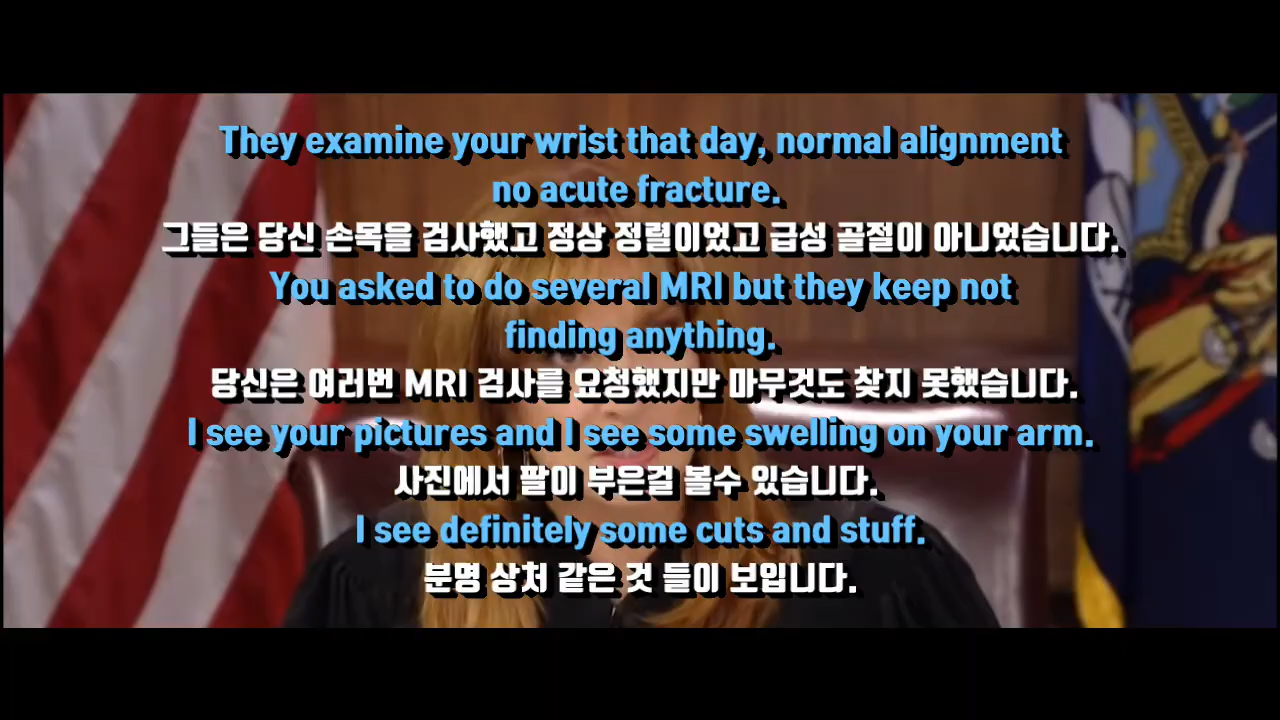 They examine your wrist that day, normal alignment
no acute fracture.
그들은 당신 손목을 검사했고 정상 정렬이었고 급성 골절이 아니었습니다.
You asked to do several MRI but they keep not
finding anything.
당신은 여러번 MRI 검사를 요청했지만 마무것도 찾지 못했습니다.
I see your pictures and I see some swelling on your arm.
사진에서 팔이 부은걸 볼수 있습니다.
I see definitely some cuts and stuff.
분명 상처 같은 것 들이 보입니다.